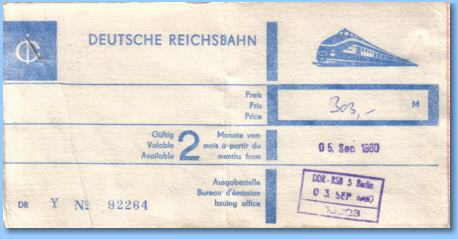 DEUTSCHE REICHSBAHN
Preis
Prix
Price
303,- M
Gültig
Valable
Available
2
Monate vom
mois à partir du
months from
05. Sep. 1980
Ausgabestelle
Bureau d'émission
Issuing office
DDR-RSB 5 Berlin
03. SEP. 1980
DR Y № 92264